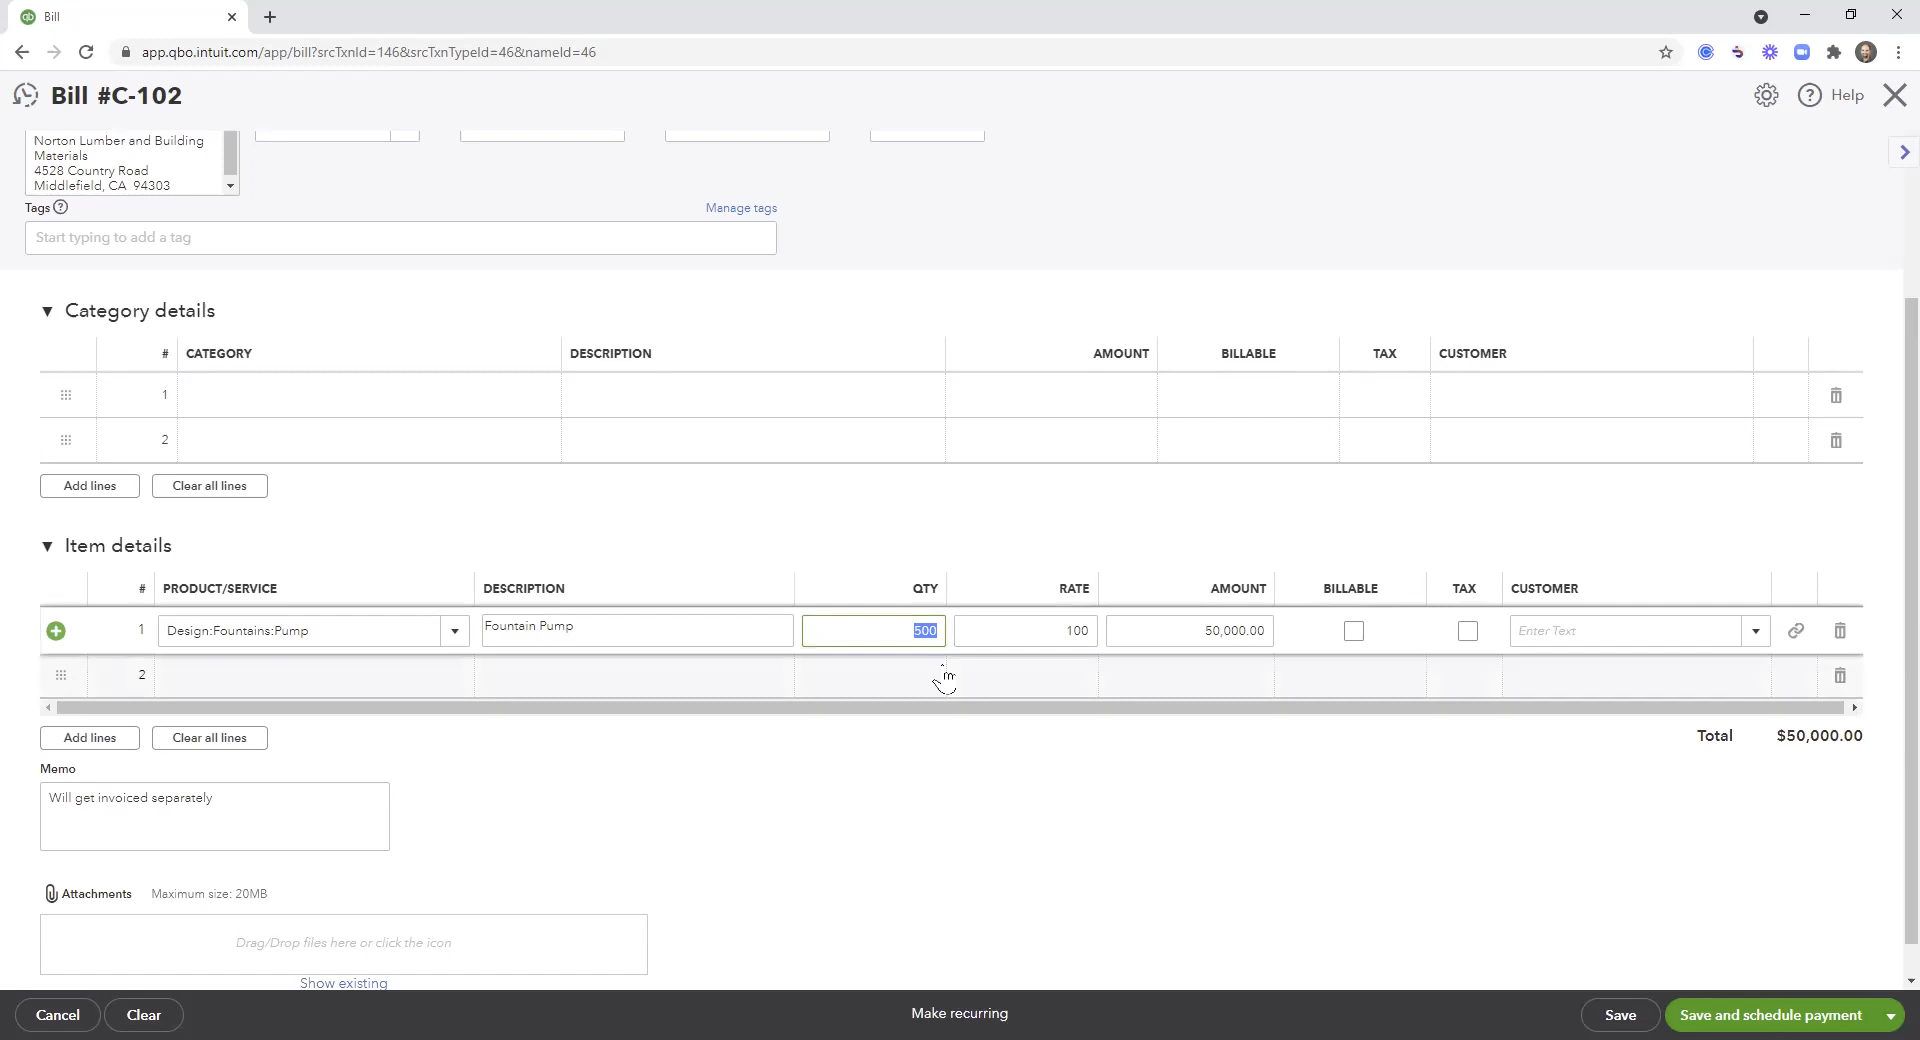 Bill
app.qbo.intuit.com/app/bill?srcTxnId=146&srcTxnTypeId=46&nameId=46
Bill #C-102
Help
Norton Lumber and Building
Materials
4528 Country Road
Middlefield, CA 94303
Tags
Manage tags
Start typing to add a tag
Category details
# CATEGORY DESCRIPTION AMOUNT BILLABLE TAX CUSTOMER
1
2
Add lines Clear all lines
Item details
# PRODUCT/SERVICE DESCRIPTION QTY RATE AMOUNT BILLABLE TAX CUSTOMER
1 Design:Fountains:Pump Fountain Pump 500 100 50,000.00 Enter Text
2
Add lines Clear all lines Total $50,000.00
Memo
Will get invoiced separately
Attachments Maximum size: 20MB
Drag/Drop files here or click the icon
Show existing
Cancel Clear Make recurring Save Save and schedule payment